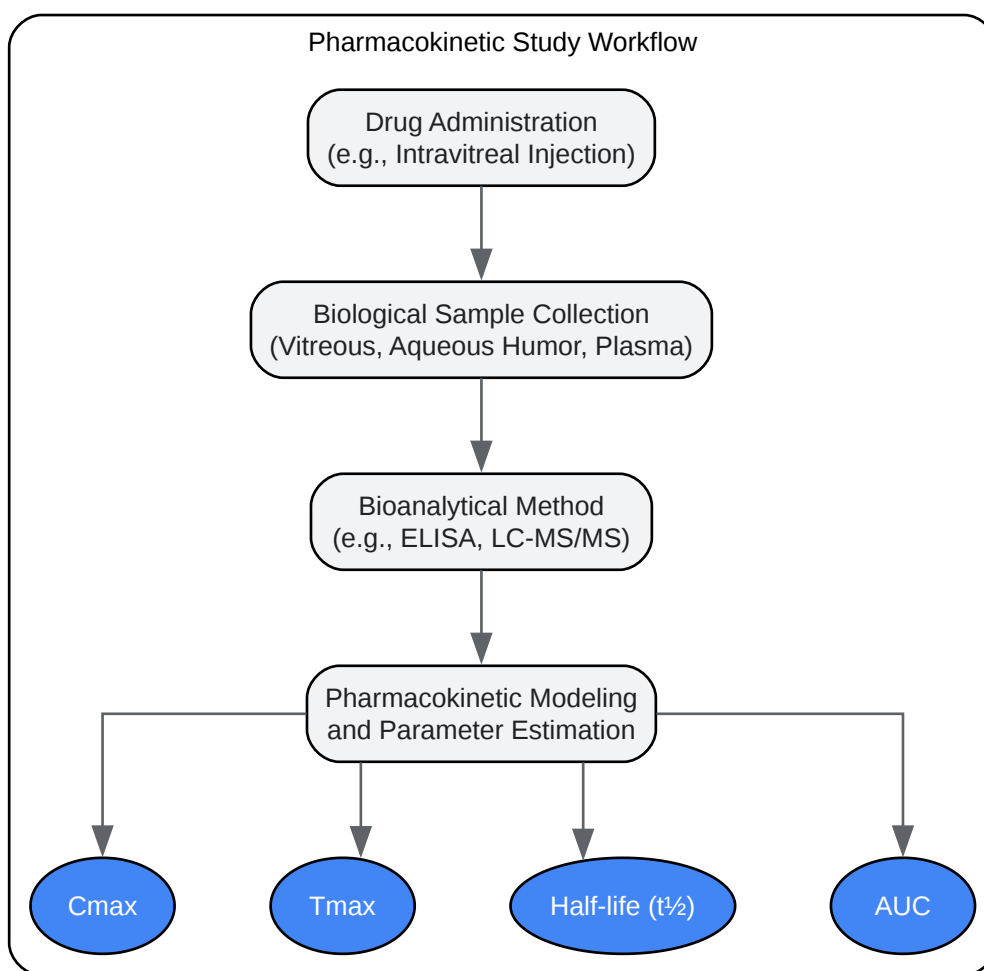 Pharmacokinetic Study Workflow
Drug Administration
(e.g., Intravitreal Injection)
Biological Sample Collection
(Vitreous, Aqueous Humor, Plasma)
Bioanalytical Method
(e.g., ELISA, LC-MS/MS)
Pharmacokinetic Modeling
and Parameter Estimation
Cmax
Tmax
Half-life (t½)
AUC